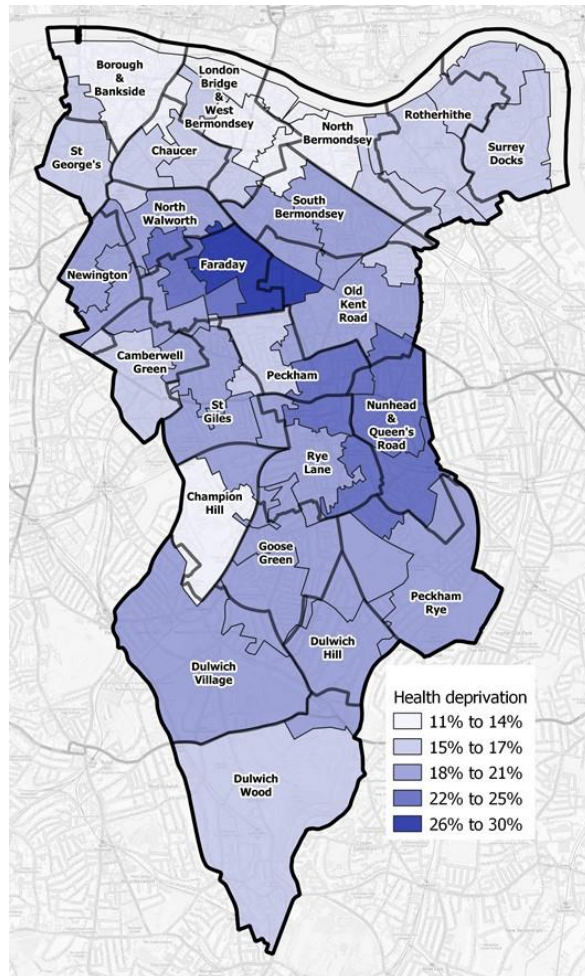 Borough
&
Bankside
London
Bridge
&
West
Bermondsey
North
Bermondsey
Rotherhithe
Surrey
Docks
St
George's
Chaucer
South
Bermondsey
North
Walworth
Faraday
Newington
Old
Kent
Road
Camberwell
Green
Peckham
St
Giles
Nunhead
&
Queen's
Road
Rye
Lane
Champion
Hill
Goose
Green
Peckham
Rye
Dulwich
Village
Dulwich
Hill
Dulwich
Wood
Health deprivation
11% to 14%
15% to 17%
18% to 21%
22% to 25%
26% to 30%